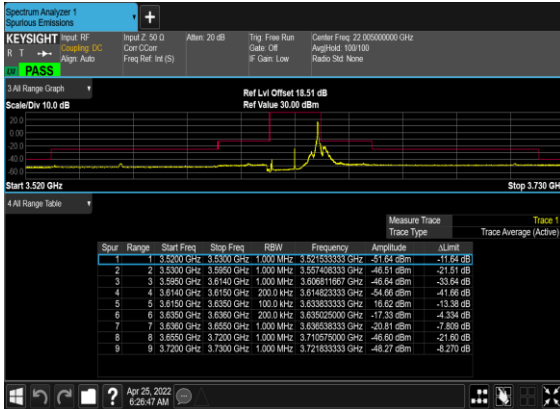 Spectrum Analyzer 1
Spurious Emissions
+
KEYSIGHT Input: RF Input Z: 50 Ω Atten: 20 dB Trig: Free Run Center Freq: 22.005000000 GHz
R T Coupling: DC Corr CCorr Gate: Off Avg|Hold: 100/100
Align: Auto Freq Ref: Int (S) IF Gain: Low Radio Std: None
PASS
3 All Range Graph
Ref Lvl Offset 18.51 dB
Scale/Div 10.0 dB Ref Value 30.00 dBm
20.0
0.00
-20.0
-40.0
-60.0
Start 3.520 GHz Stop 3.730 GH
4 All Range Table
Measure Trace Trace 1
Trace Type Trace Average (Active)
Spur Range Start Freq Stop Freq RBW Frequency Amplitude ΔLimit
1 1 3.5200 GHz 3.5300 GHz 1.000 MHz 3.521533333 GHz -51.64 dBm -11.64 dB
2 2 3.5300 GHz 3.5950 GHz 1.000 MHz 3.557408333 GHz -46.51 dBm -21.51 dB
3 3 3.5950 GHz 3.6140 GHz 1.000 MHz 3.606811667 GHz -46.64 dBm -33.64 dB
4 4 3.6140 GHz 3.6150 GHz 200.0 kHz 3.614823333 GHz -54.66 dBm -41.66 dB
5 5 3.6150 GHz 3.6350 GHz 100.0 kHz 3.633833333 GHz 16.62 dBm -13.38 dB
6 6 3.6350 GHz 3.6360 GHz 200.0 kHz 3.635025000 GHz -17.33 dBm -4.334 dB
7 7 3.6360 GHz 3.6550 GHz 1.000 MHz 3.636538333 GHz -20.81 dBm -7.809 dB
8 8 3.6550 GHz 3.7200 GHz 1.000 MHz 3.710575000 GHz -46.60 dBm -21.60 dB
9 9 3.7200 GHz 3.7300 GHz 1.000 MHz 3.721833333 GHz -48.27 dBm -8.270 dB
? Apr 25, 2022
6:26:47 AM